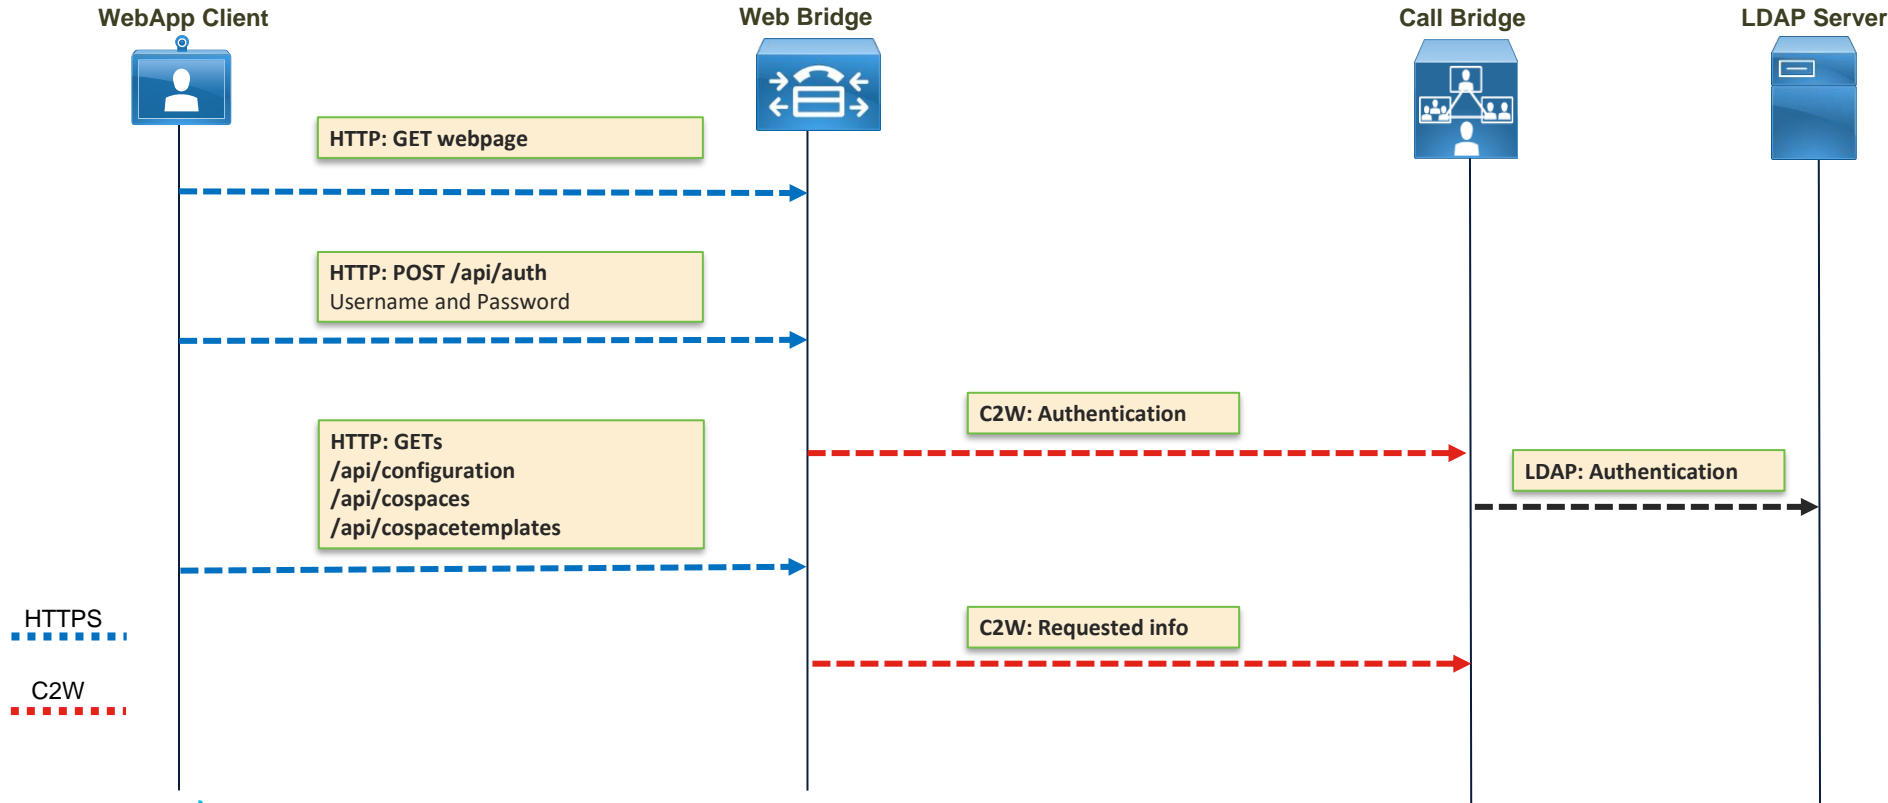 WebApp Client
Web Bridge
Call Bridge
LDAP Server
HTTP: GET webpage
HTTP: POST /api/auth
Username and Password
C2W: Authentication
HTTP: GETs
/api/configuration
/api/cospaces
/api/cospacetemplates
LDAP: Authentication
HTTPS
C2W: Requested info
C2W